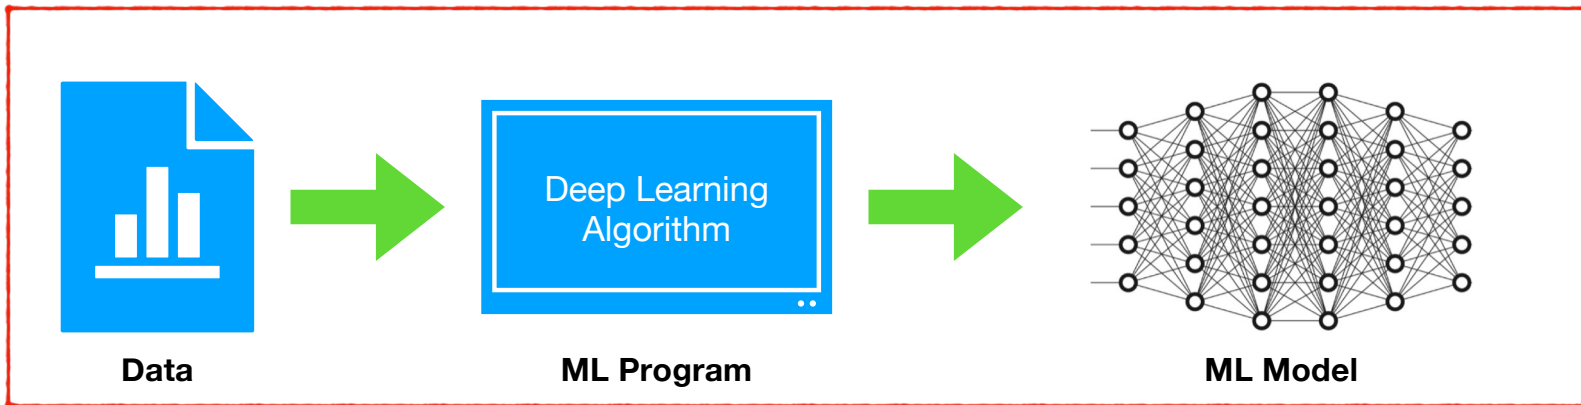 Deep Learning
Algorithm
Data
ML Program
ML Model